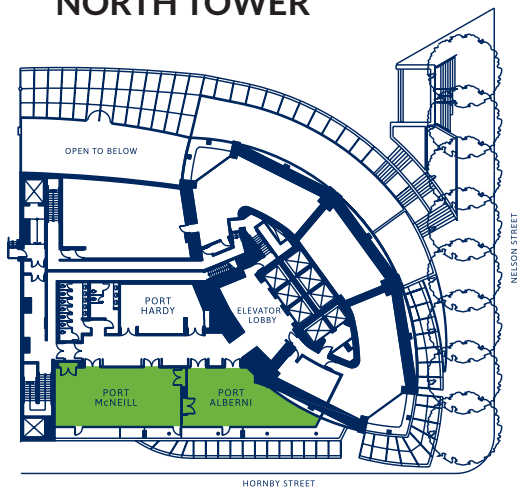 NORTH TOWER
OPEN TO BELOW
NELSON STREET
PORT
HARDY
ELEVATOR
LOBBY
PORT
McNEILL
PORT
ALBERNI
HORNBY STREET